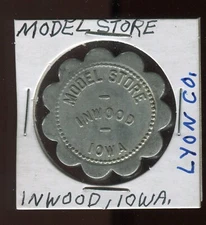 MODEL STORE
MODEL STORE
INWOOD
IOWA
LYON CO.
INWOOD, IOWA.